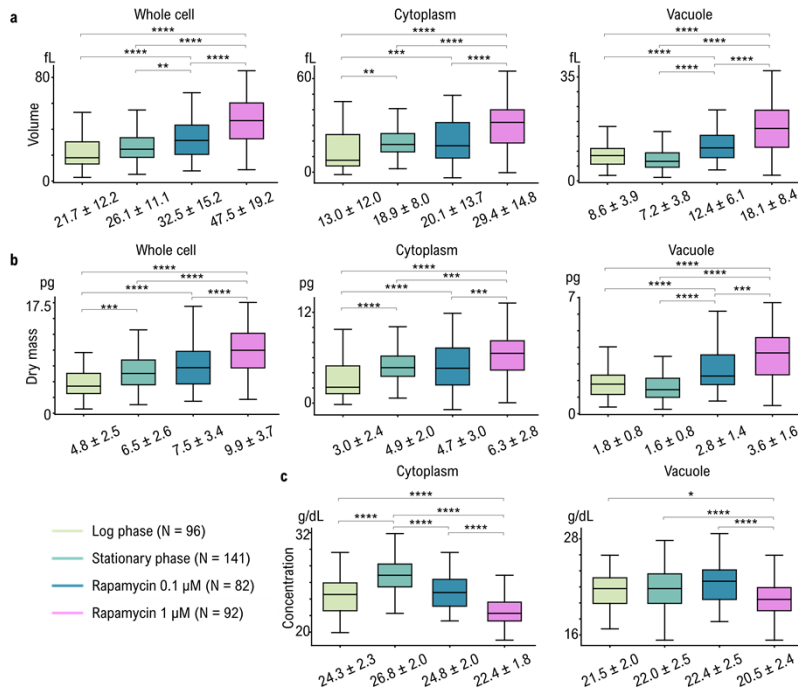 a
Whole cell
Cytoplasm
Vacuole
****
****
****
****
**
****
****
***
****
**
****
****
****
****
fL
80
0
Volume
fL
60
0
fL
35
0
21.7 ± 12.2
26.1 ± 11.1
32.5 ± 15.2
47.5 ± 19.2
13.0 ± 12.0
18.9 ± 8.0
20.1 ± 13.7
29.4 ± 14.8
8.6 ± 3.9
7.2 ± 3.8
12.4 ± 6.1
18.1 ± 8.4
b
Whole cell
Cytoplasm
Vacuole
****
****
****
****
***
****
***
****
***
****
****
****
****
***
****
pg
17.5
0
Dry mass
pg
12
0
pg
7
0
4.8 ± 2.5
6.5 ± 2.6
7.5 ± 3.4
9.9 ± 3.7
3.0 ± 2.4
4.9 ± 2.0
4.7 ± 3.0
6.3 ± 2.8
1.8 ± 0.8
1.6 ± 0.8
2.8 ± 1.4
3.6 ± 1.6
c
Cytoplasm
Vacuole
****
****
****
****
****
*
****
****
g/dL
32
20
Concentration
g/dL
28
16
24.3 ± 2.3
26.8 ± 2.0
24.8 ± 2.0
22.4 ± 1.8
21.5 ± 2.0
22.0 ± 2.5
22.4 ± 2.5
20.5 ± 2.4
Log phase (N = 96)
Stationary phase (N = 141)
Rapamycin 0.1 µM (N = 82)
Rapamycin 1 µM (N = 92)